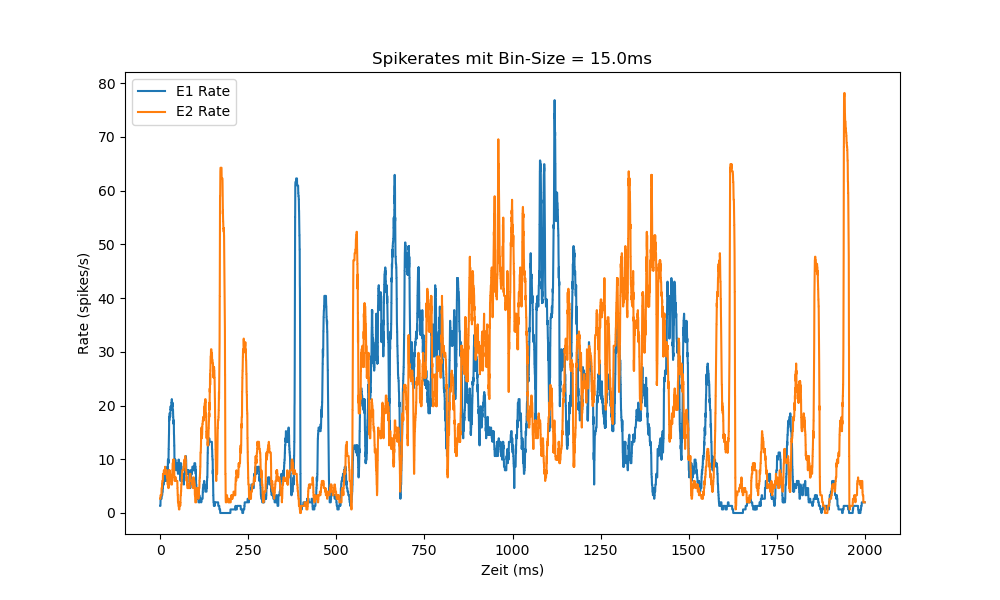 Spikerates mit Bin-Size = 15.0ms
E1 Rate
E2 Rate
80
70
60
50
40
30
20
10
0
Rate (spikes/s)
0 250 500 750 1000 1250 1500 1750 2000
Zeit (ms)